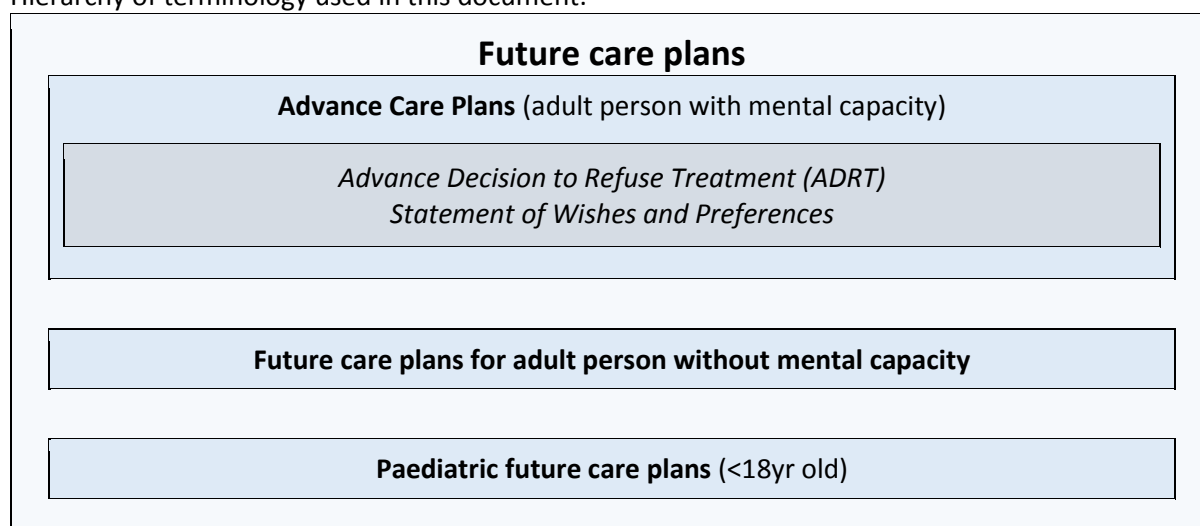 Hierarchy of terminology used in this document:
Future care plans
Advance Care Plans (adult person with mental capacity)
Advance Decision to Refuse Treatment (ADRT)
Statement of Wishes and Preferences
Future care plans for adult person without mental capacity
Paediatric future care plans (<18yr old)